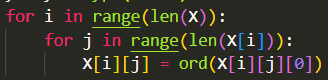 for i in range(len(X)):
    for j in range(len(X[i])):
        X[i][j] = ord(X[i][j][0])